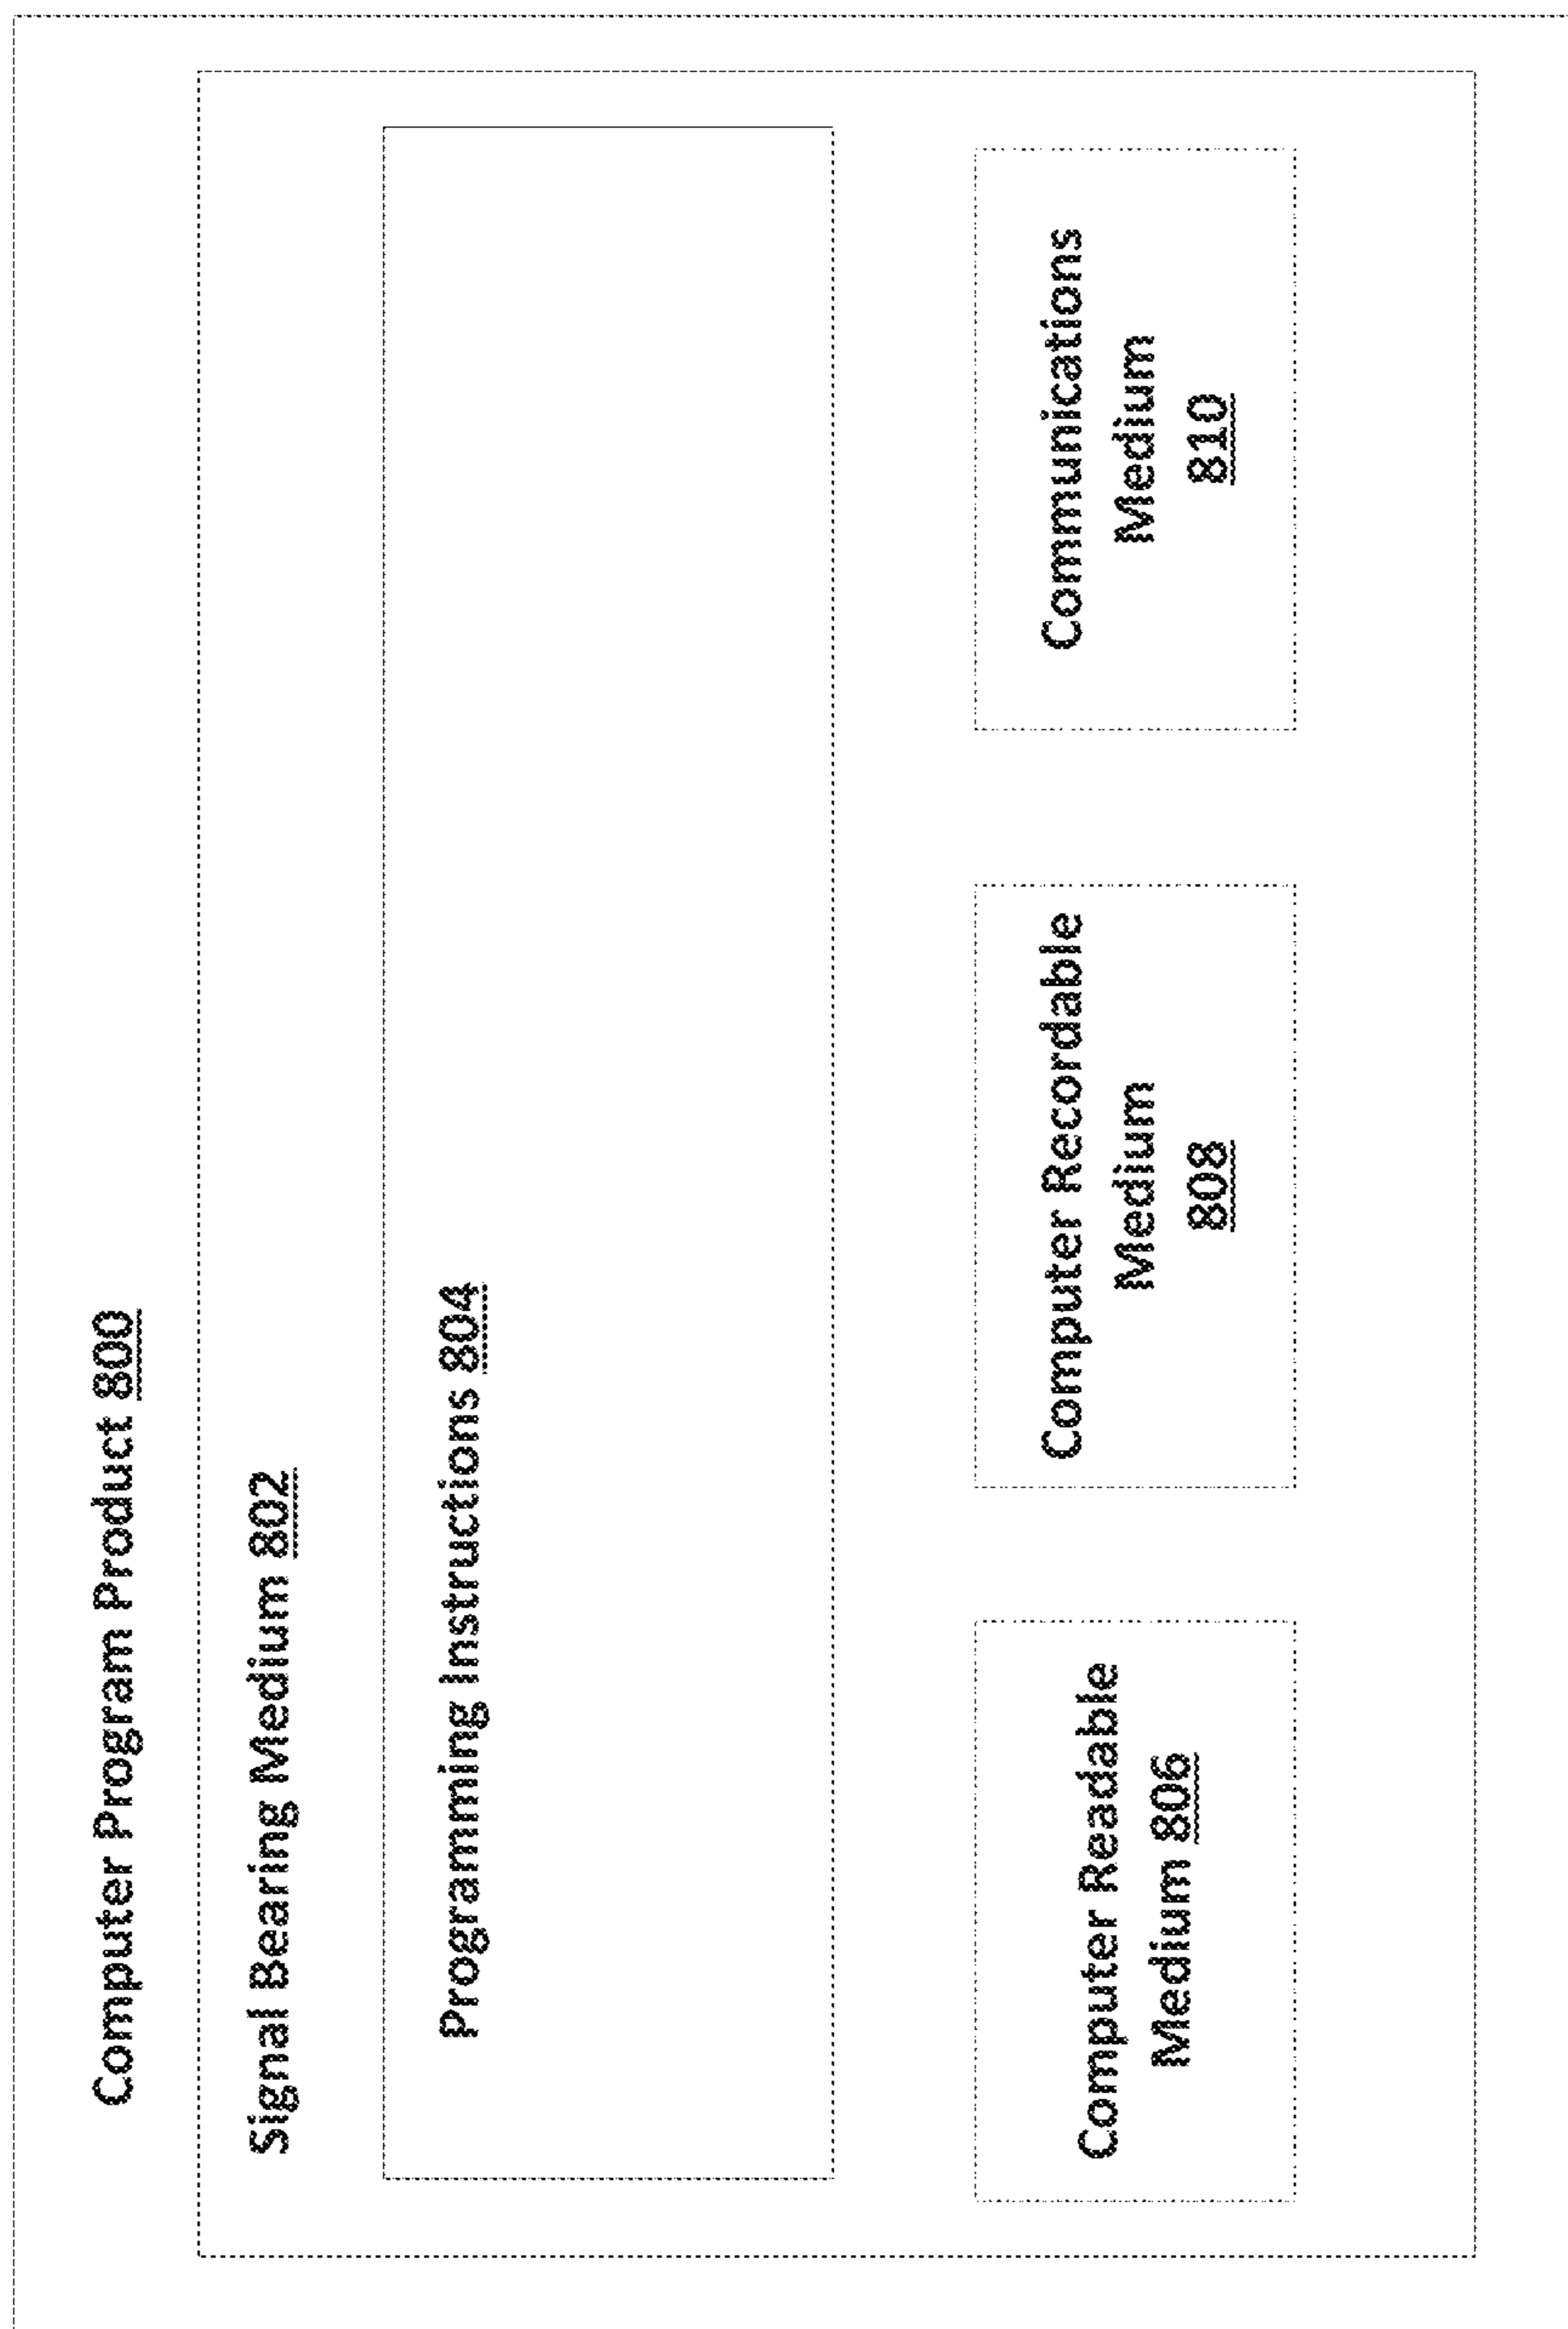 Computer Program Product 800
Signal Bearing Medium 802
Programming Instructions 804
Computer Readable
Medium 806
Computer Recordable
Medium
808
Communications
Medium
810